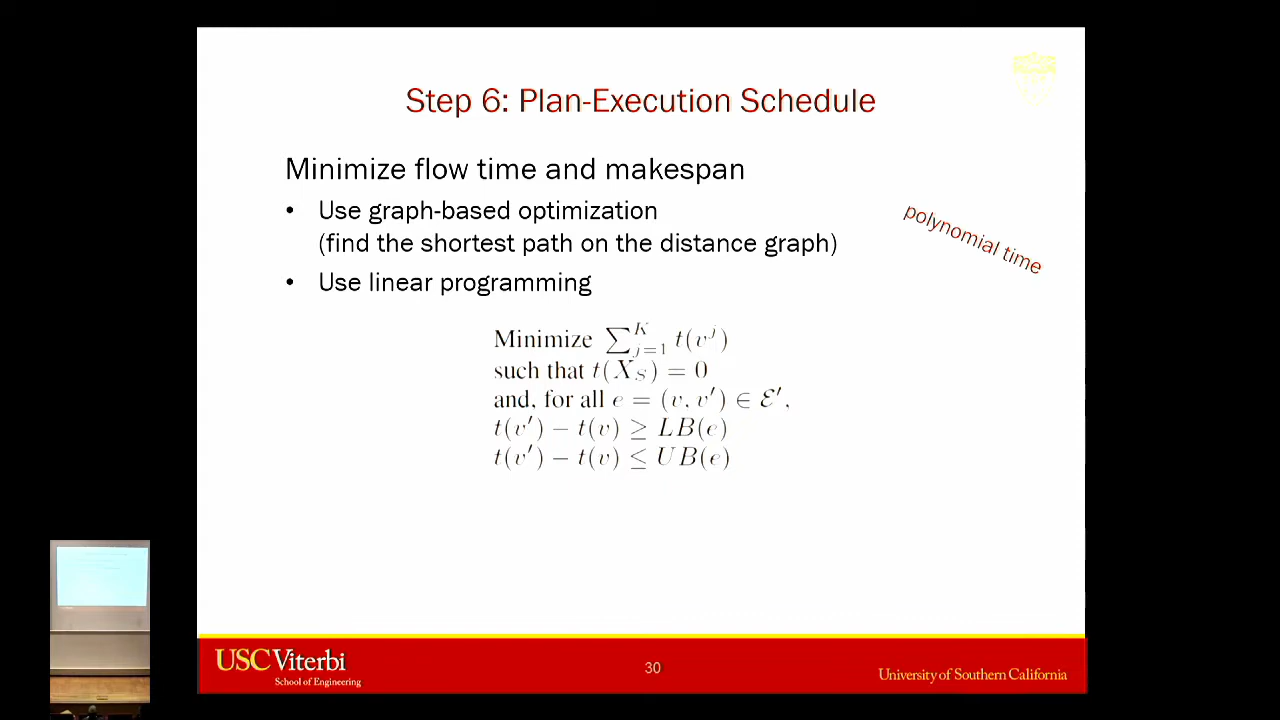 Step 6: Plan-Execution Schedule
Minimize flow time and makespan
• Use graph-based optimization
(find the shortest path on the distance graph)
• Use linear programming
polynomial time
Minimize ∑_{j=1}^{K} t(v^j)
such that t(X_S) = 0
and, for all e = (v, v′) ∈ ℰ′,
t(v′) − t(v) ≥ LB(e)
t(v′) − t(v) ≤ UB(e)
USC Viterbi
School of Engineering
30
University of Southern California